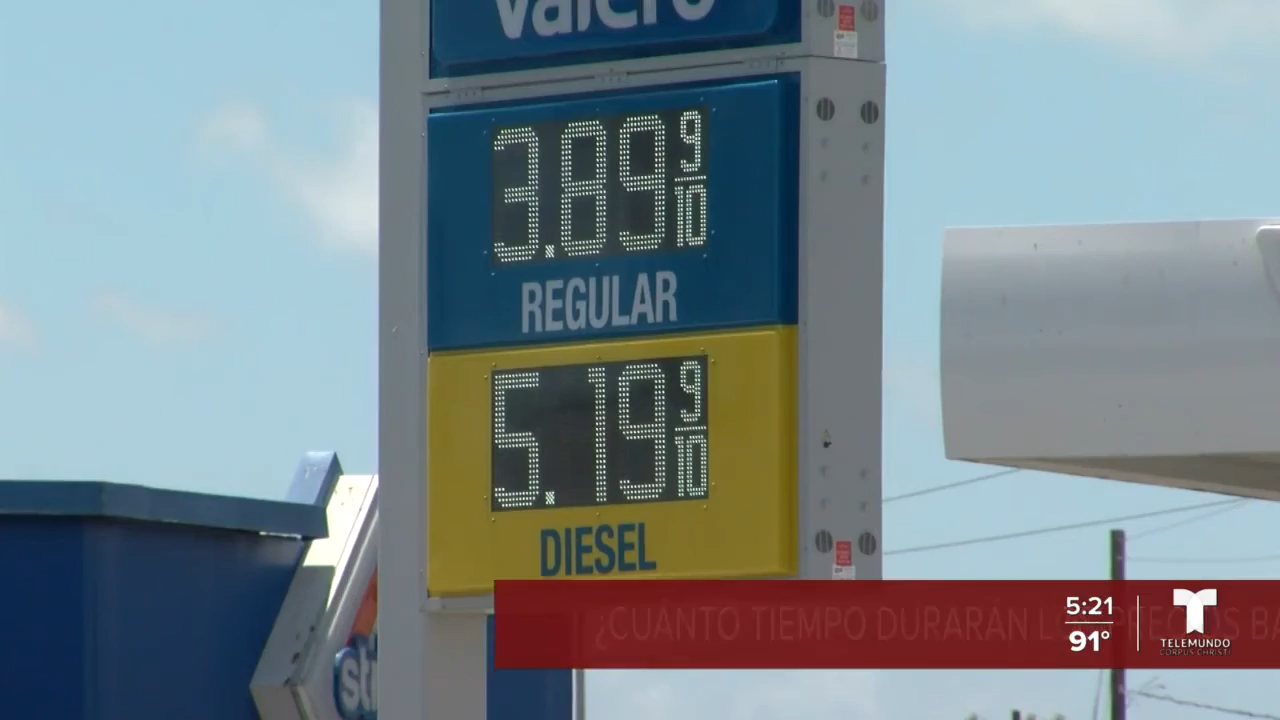 Valero
3.89 9/10
REGULAR
5.19 9/10
DIESEL
¿CUÁNTO TIEMPO DURARÁN
5:21
91°
TELEMUNDO
CORPUS CHRISTI